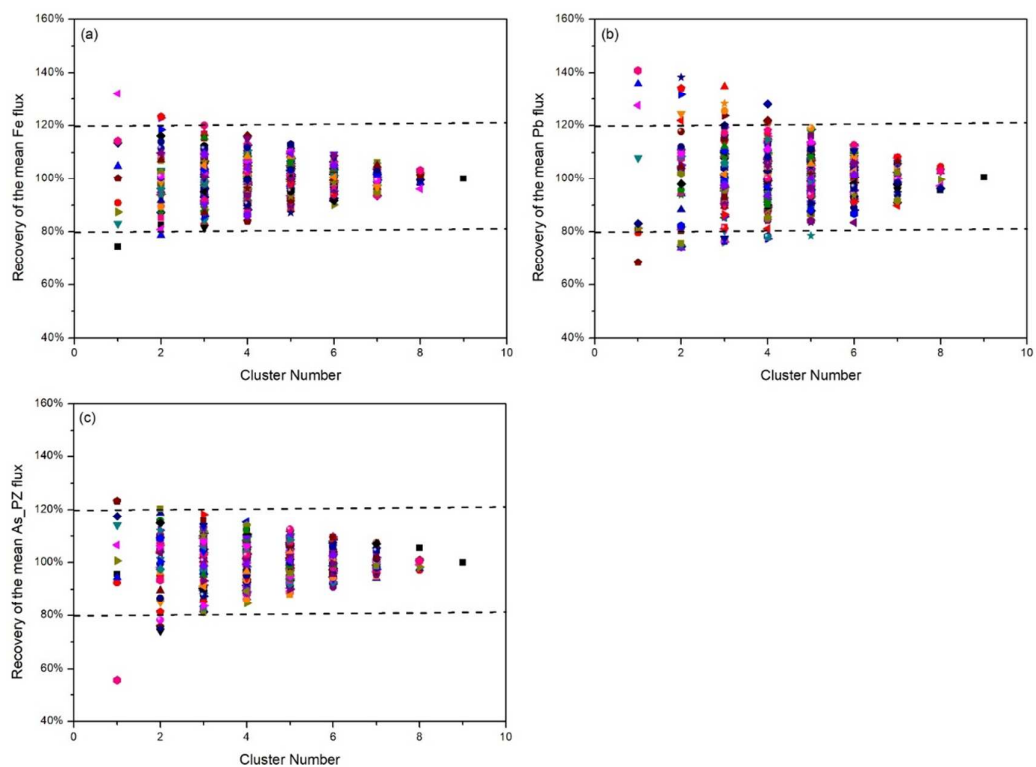 (a)
Recovery of the mean Fe flux
160%
140%
120%
100%
80%
60%
40%
0 2 4 6 8 10
Cluster Number
(b)
Recovery of the mean Pb flux
160%
140%
120%
100%
80%
60%
40%
0 2 4 6 8 10
Cluster Number
(c)
Recovery of the mean As_PZ flux
160%
140%
120%
100%
80%
60%
40%
0 2 4 6 8 10
Cluster Number